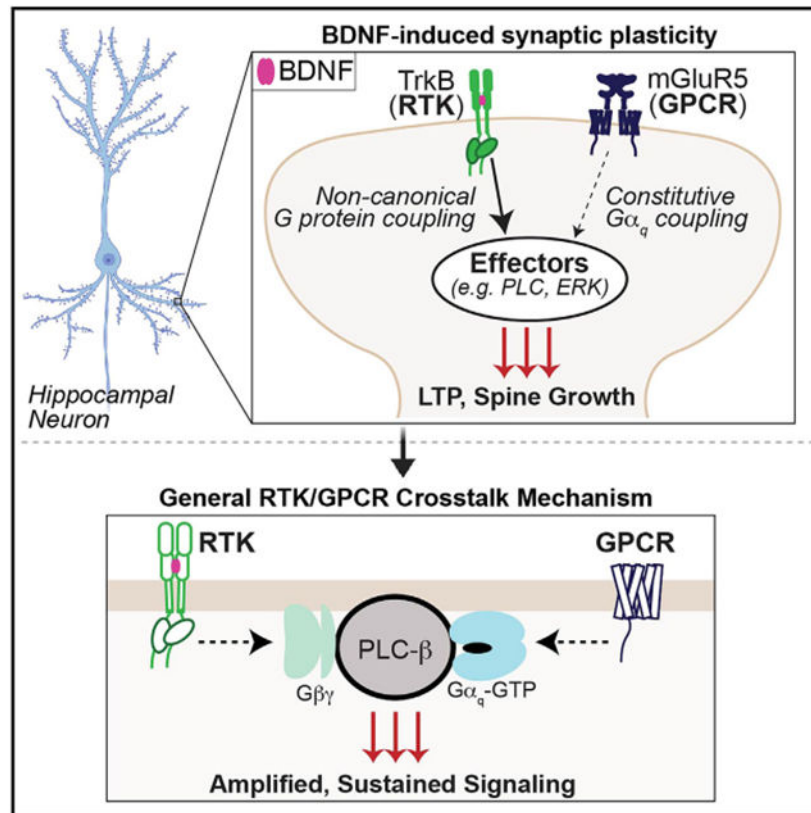 BDNF-induced synaptic plasticity
BDNF
TrkB
(RTK)
mGluR5
(GPCR)
Non-canonical
G protein coupling
Constitutive
Gαq coupling
Effectors
(e.g. PLC, ERK)
LTP, Spine Growth
Hippocampal
Neuron
General RTK/GPCR Crosstalk Mechanism
RTK
GPCR
PLC-β
Gβγ
Gαq-GTP
Amplified, Sustained Signaling